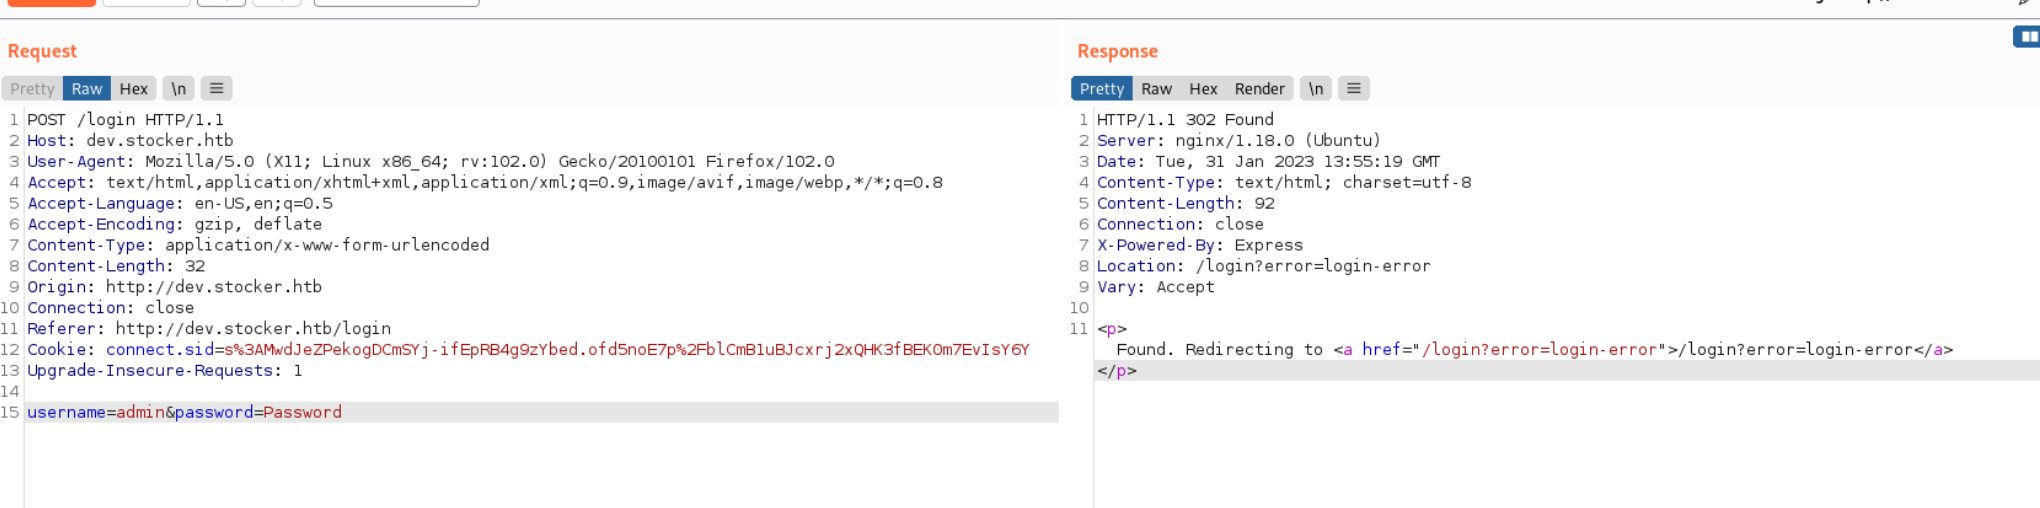 Request
Pretty Raw Hex \n
1 POST /login HTTP/1.1
2 Host: dev.stocker.htb
3 User-Agent: Mozilla/5.0 (X11; Linux x86_64; rv:102.0) Gecko/20100101 Firefox/102.0
4 Accept: text/html,application/xhtml+xml,application/xml;q=0.9,image/avif,image/webp,*/*;q=0.8
5 Accept-Language: en-US,en;q=0.5
6 Accept-Encoding: gzip, deflate
7 Content-Type: application/x-www-form-urlencoded
8 Content-Length: 32
9 Origin: http://dev.stocker.htb
10 Connection: close
11 Referer: http://dev.stocker.htb/login
12 Cookie: connect.sid=s%3AMwdJeZPekogDCmSYj-ifEpRB4g9zYbed.ofd5noE7p%2FblCmB1uBJcxrj2xQHK3fBEKOm7EvIsY6Y
13 Upgrade-Insecure-Requests: 1
14
15 username=admin&password=Password
Response
Pretty Raw Hex Render \n
1 HTTP/1.1 302 Found
2 Server: nginx/1.18.0 (Ubuntu)
3 Date: Tue, 31 Jan 2023 13:55:19 GMT
4 Content-Type: text/html; charset=utf-8
5 Content-Length: 92
6 Connection: close
7 X-Powered-By: Express
8 Location: /login?error=login-error
9 Vary: Accept
10
11 <p>
Found. Redirecting to <a href="/login?error=login-error">/login?error=login-error</a>
</p>